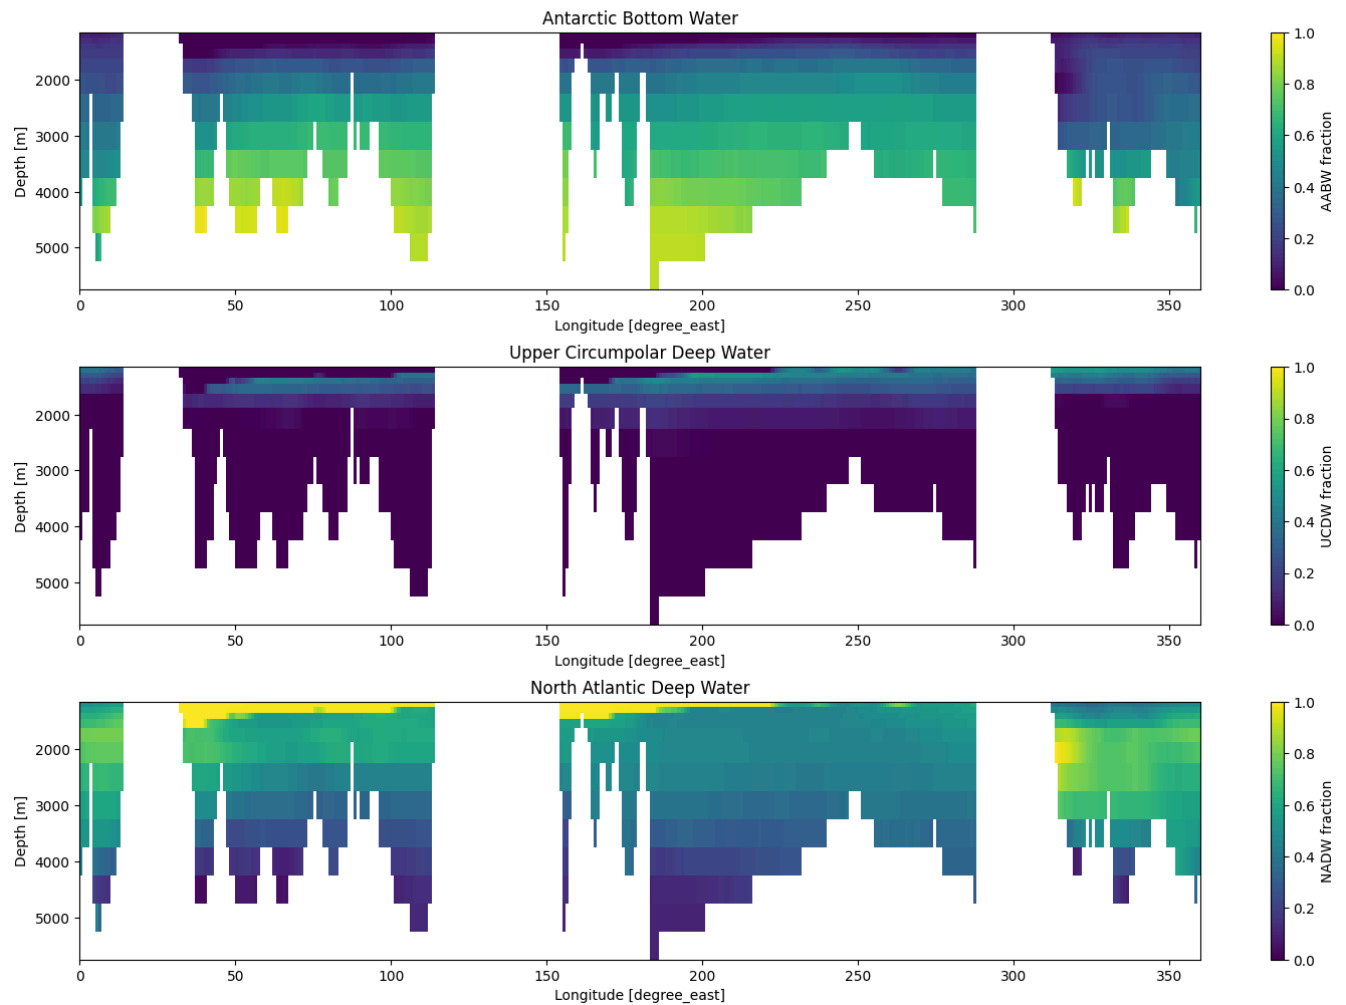 Antarctic Bottom Water
2000
3000
4000
5000
Depth [m]
0 50 100 150 200 250 300 350
Longitude [degree_east]
1.0
0.8
0.6
0.4
0.2
0.0
AABW fraction
Upper Circumpolar Deep Water
2000
3000
4000
5000
Depth [m]
0 50 100 150 200 250 300 350
Longitude [degree_east]
1.0
0.8
0.6
0.4
0.2
0.0
UCDW fraction
North Atlantic Deep Water
2000
3000
4000
5000
Depth [m]
0 50 100 150 200 250 300 350
Longitude [degree_east]
1.0
0.8
0.6
0.4
0.2
0.0
NADW fraction